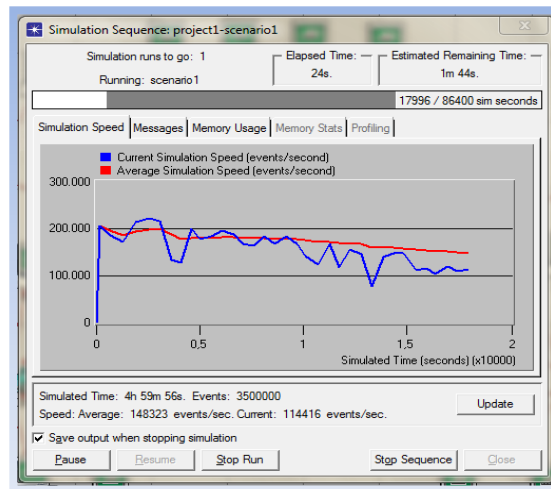 Simulation Sequence: project1-scenario1
Simulation runs to go: 1
Running: scenario1
Elapsed Time:
24s.
Estimated Remaining Time:
1m 44s.
17996 / 86400 sim seconds
Simulation Speed Messages Memory Usage Memory Stats Profiling
Current Simulation Speed (events/second)
Average Simulation Speed (events/second)
300.000
200.000
100.000
0
0 0,5 1 1,5 2
Simulated Time (seconds) (x10000)
Simulated Time: 4h 59m 56s. Events: 3500000
Speed: Average: 148323 events/sec. Current: 114416 events/sec.
Update
Save output when stopping simulation
Pause Resume Stop Run Stop Sequence Close